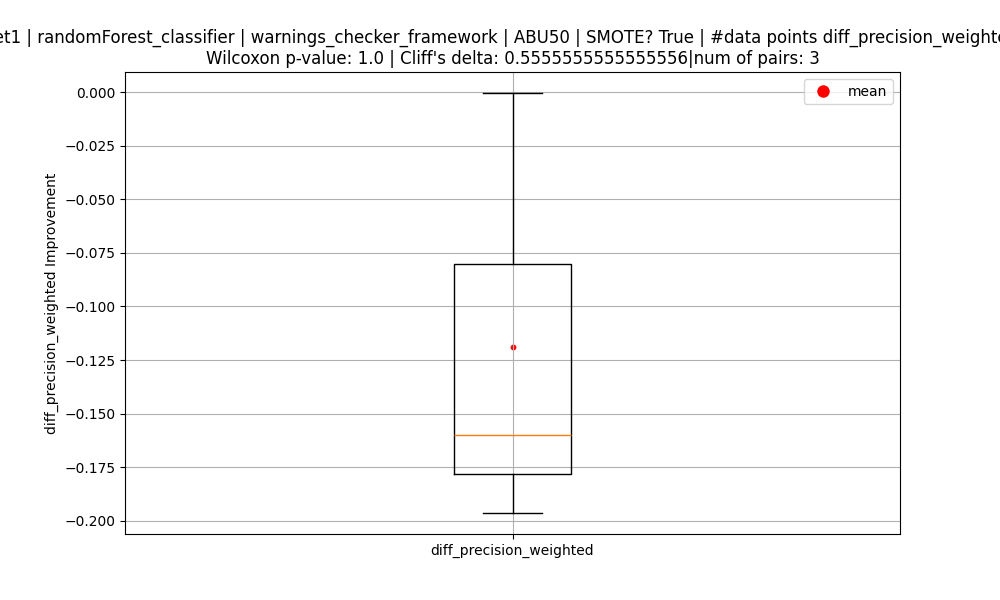 | randomForest_classifier | warnings_checker_framework | ABU50 | SMOTE? True | #data points
Wilcoxon p-value: 1.0 | Cliff's delta: 0.5555555555555556|num of pairs: 3
mean
0.000
−0.025
−0.050
−0.075
−0.100
−0.125
−0.150
−0.175
−0.200
diff_precision_weighted Improvement
diff_precision_weighted